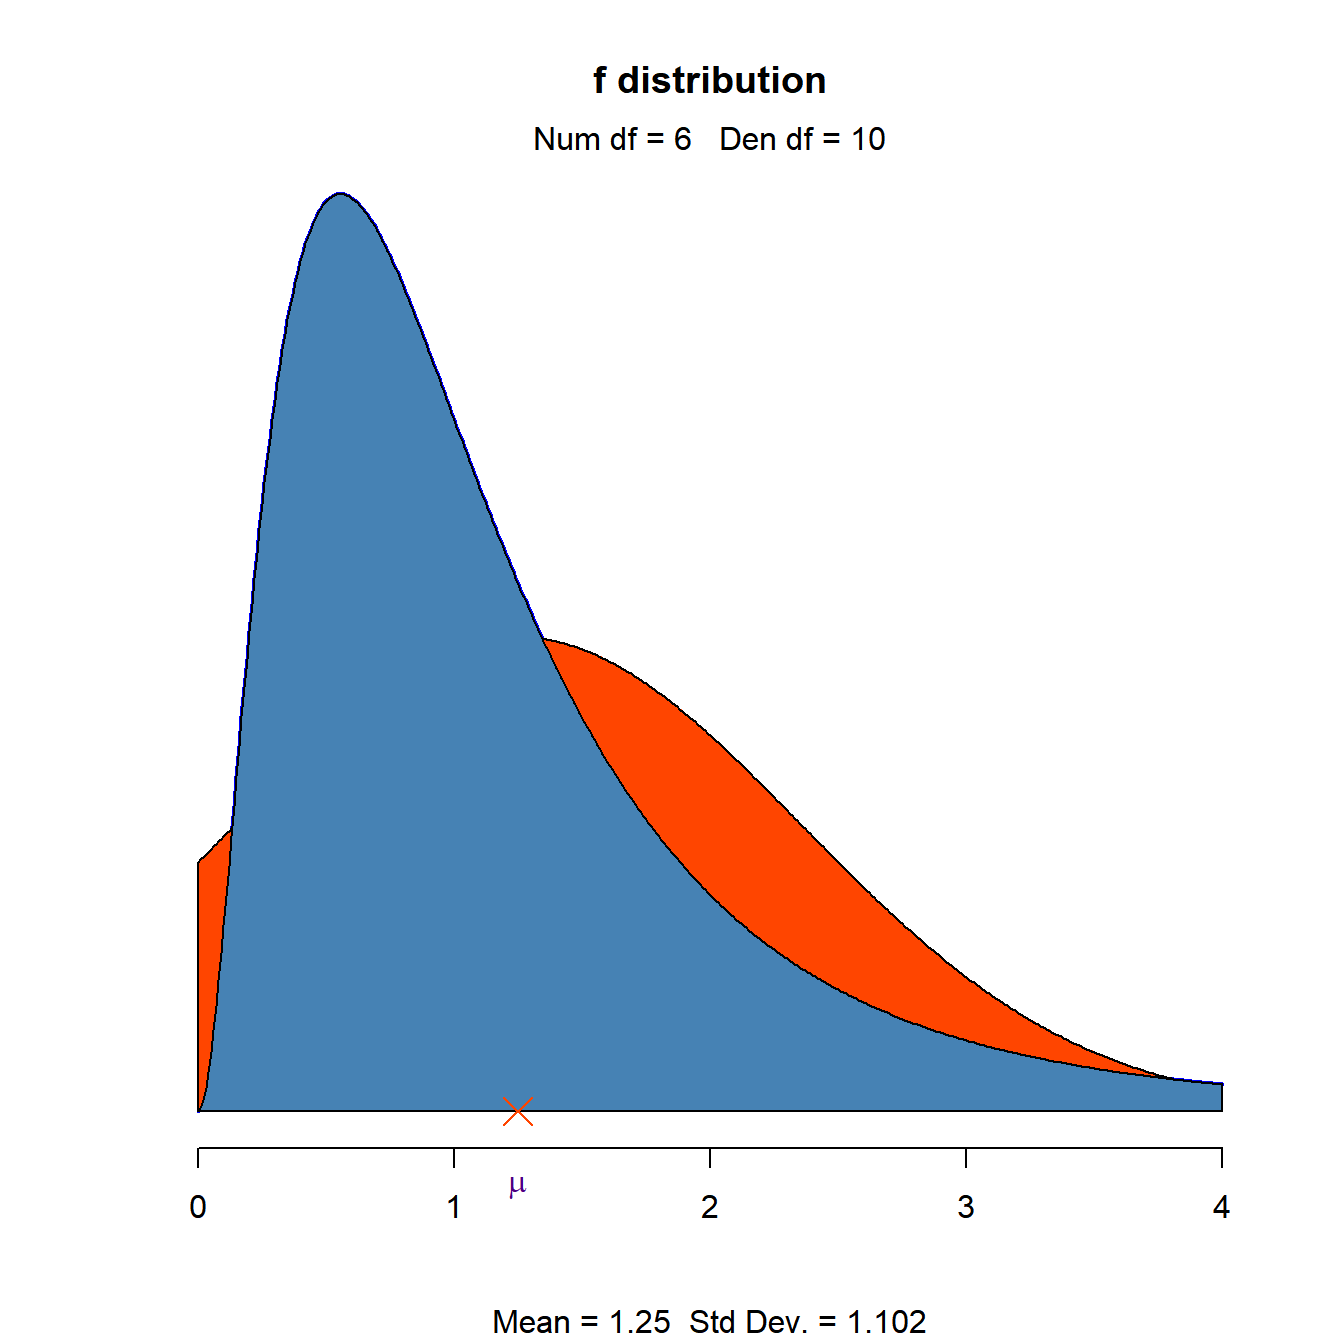 f distribution
Num df = 6   Den df = 10
μ
0 1 2 3 4
Mean = 1.25  Std Dev. = 1.102